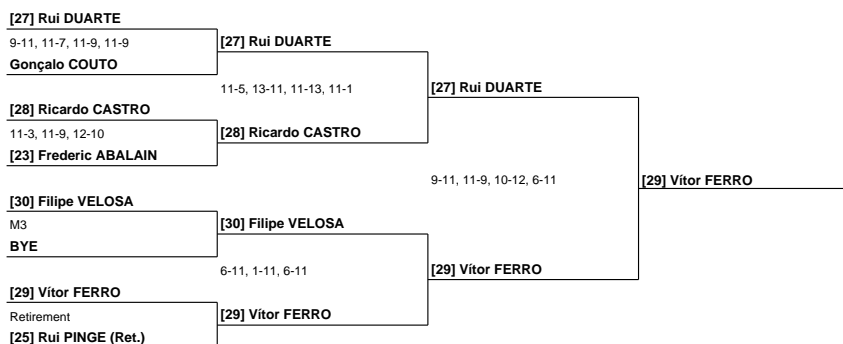 [27] Rui DUARTE
9-11, 11-7, 11-9, 11-9
Gonçalo COUTO
[28] Ricardo CASTRO
11-3, 11-9, 12-10
[23] Frederic ABALAIN
[30] Filipe VELOSA
M3
BYE
[29] Vítor FERRO
Retirement
[25] Rui PINGE (Ret.)
[27] Rui DUARTE
11-5, 13-11, 11-13, 11-1
[28] Ricardo CASTRO
[30] Filipe VELOSA
6-11, 1-11, 6-11
[29] Vítor FERRO
[27] Rui DUARTE
9-11, 11-9, 10-12, 6-11
[29] Vítor FERRO
[29] Vítor FERRO